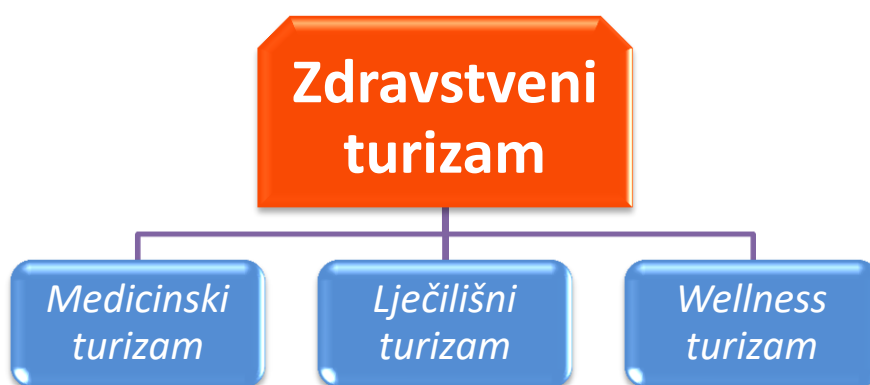 Zdravstveni
turizam
Medicinski
turizam
Lječilišni
turizam
Wellness
turizam